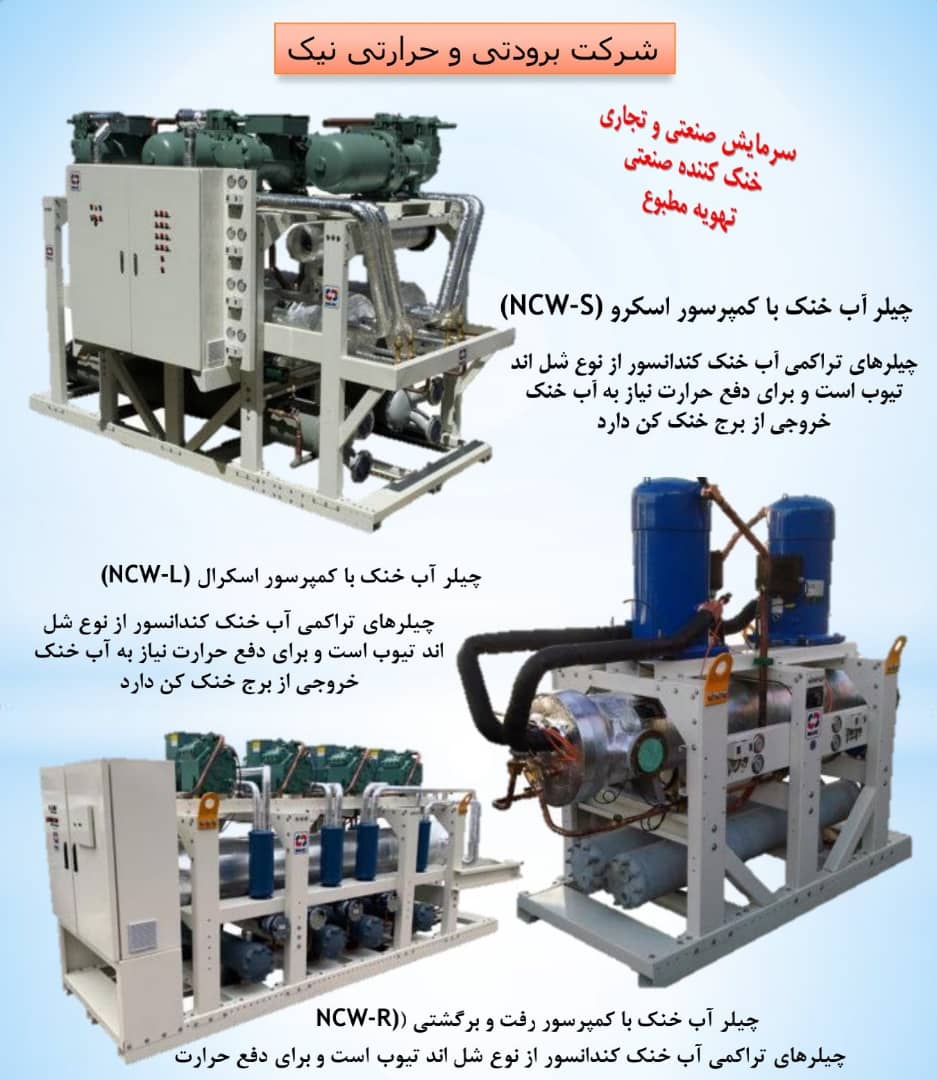 شرکت برودتی و حرارتی نیک
سرمایش صنعتی و تجاری
خنک کننده صنعتی
تهویه مطبوع
چیلر آب خنک با کمپرسور اسکرو (NCW-S)
چیلرهای تراکمی آب خنک کندانسور از نوع شل اند
تیوب است و برای دفع حرارت نیاز به آب خنک
خروجی از برج خنک کن دارد
چیلر آب خنک با کمپرسور اسکرال (NCW-L)
چیلرهای تراکمی آب خنک کندانسور از نوع شل
اند تیوب است و برای دفع حرارت نیاز به آب خنک
خروجی از برج خنک کن دارد
چیلر آب خنک با کمپرسور رفت و برگشتی ((NCW-R
چیلرهای تراکمی آب خنک کندانسور از نوع شل اند تیوب است و برای دفع حرارت